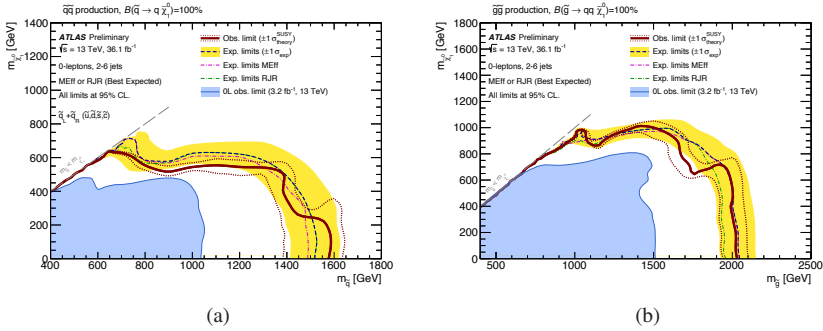 q̃q̃ production, B(q̃ → q χ̃⁰₁)=100%
m_χ̃⁰₁ [GeV]
1400
1200
1000
800
600
400
200
0
400 600 800 1000 1200 1400 1600 1800
m_q̃ [GeV]
ATLAS Preliminary
√s = 13 TeV, 36.1 fb⁻¹
0-leptons, 2-6 jets
MEff or RJR (Best Expected)
All limits at 95% CL.
q̃_L+q̃_R (ũ,d̃,s̃,c̃)
Obs. limit (±1 σ^SUSY_theory)
Exp. limits (±1 σ_exp)
Exp. limits MEff
Exp. limits RJR
0L obs. limit (3.2 fb⁻¹, 13 TeV)
(a)
g̃g̃ production, B(g̃ → qq χ̃⁰₁)=100%
m_χ̃⁰₁ [GeV]
1800
1600
1400
1200
1000
800
600
400
200
0
500 1000 1500 2000 2500
m_g̃ [GeV]
ATLAS Preliminary
√s = 13 TeV, 36.1 fb⁻¹
0-leptons, 2-6 jets
MEff or RJR (Best Expected)
All limits at 95% CL.
Obs. limit (±1 σ^SUSY_theory)
Exp. limits (±1 σ_exp)
Exp. limits MEff
Exp. limits RJR
0L obs. limit (3.2 fb⁻¹, 13 TeV)
(b)